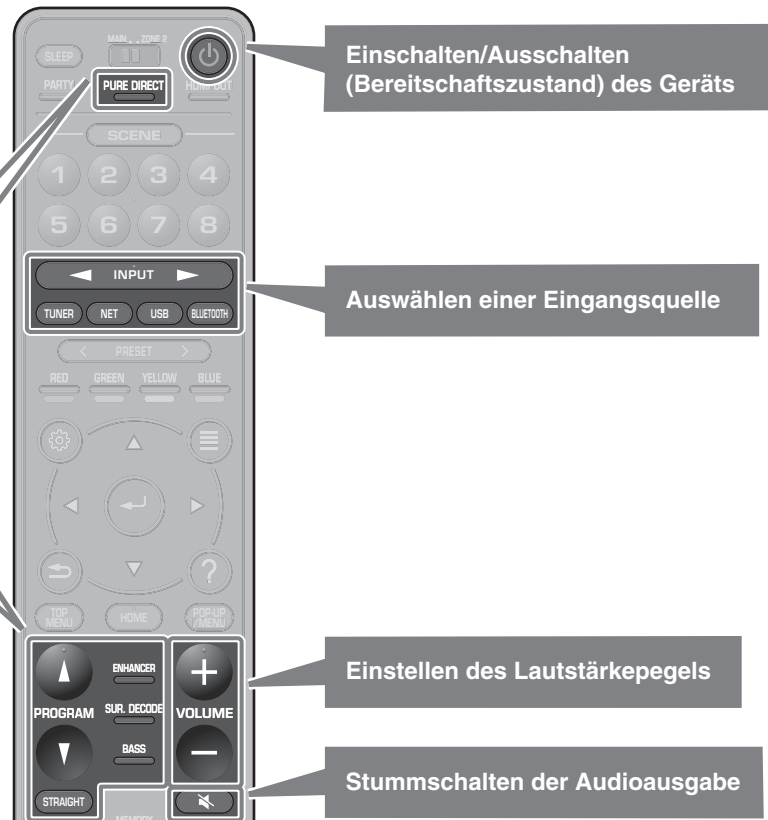 MAIN ZONE 2
SLEEP
PARTY PURE DIRECT HDMI OUT
SCENE
1 2 3 4
5 6 7 8
INPUT
TUNER NET USB BLUETOOTH
PRESET
RED GREEN YELLOW BLUE
?
TOP MENU
HOME
POP-UP /MENU
PROGRAM
ENHANCER
SUR. DECODE
BASS
STRAIGHT
+
VOLUME
–
MEMORY
Einschalten/Ausschalten
(Bereitschaftszustand) des Geräts
Auswählen einer Eingangsquelle
Einstellen des Lautstärkepegels
Stummschalten der Audioausgabe